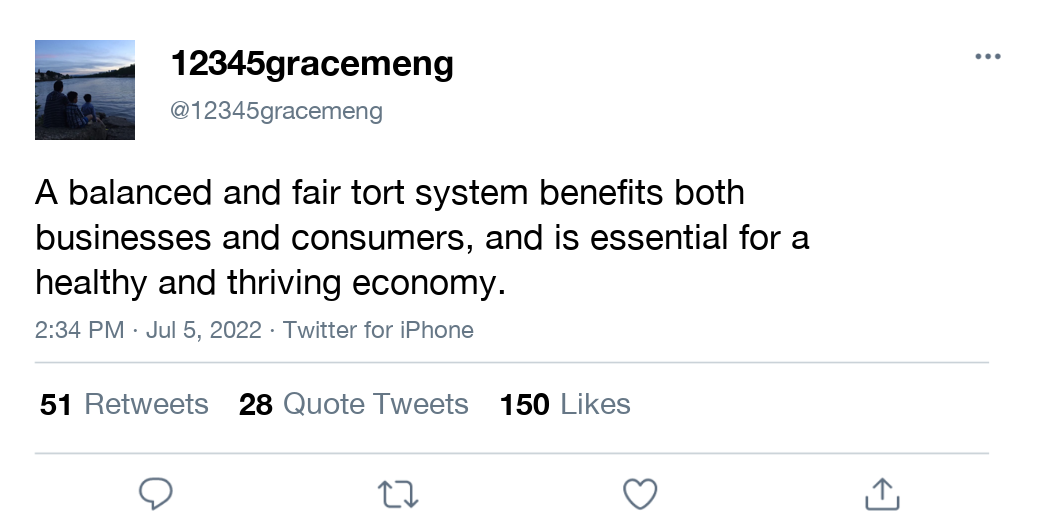 12345gracemeng
@12345gracemeng
A balanced and fair tort system benefits both
businesses and consumers, and is essential for a
healthy and thriving economy.
2:34 PM · Jul 5, 2022 · Twitter for iPhone
51 Retweets 28 Quote Tweets 150 Likes